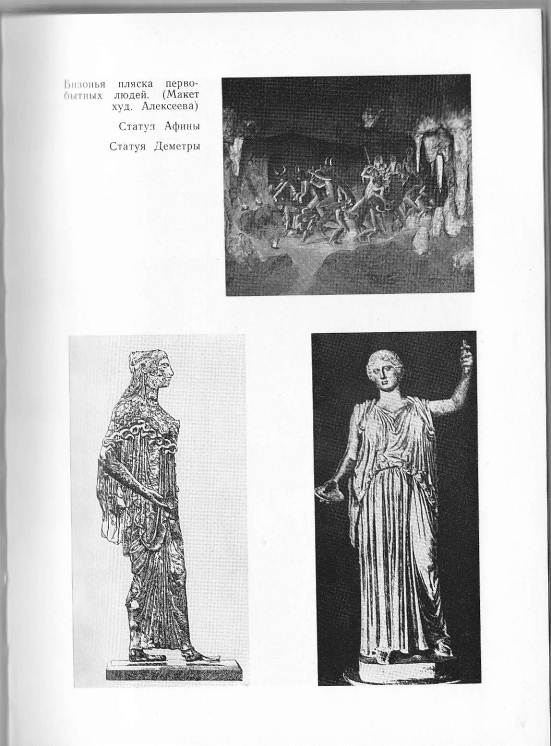 Бизонья пляска перво-
бытных людей. (Макет
худ. Алексеева)
Статуя Афины
Статуя Деметры